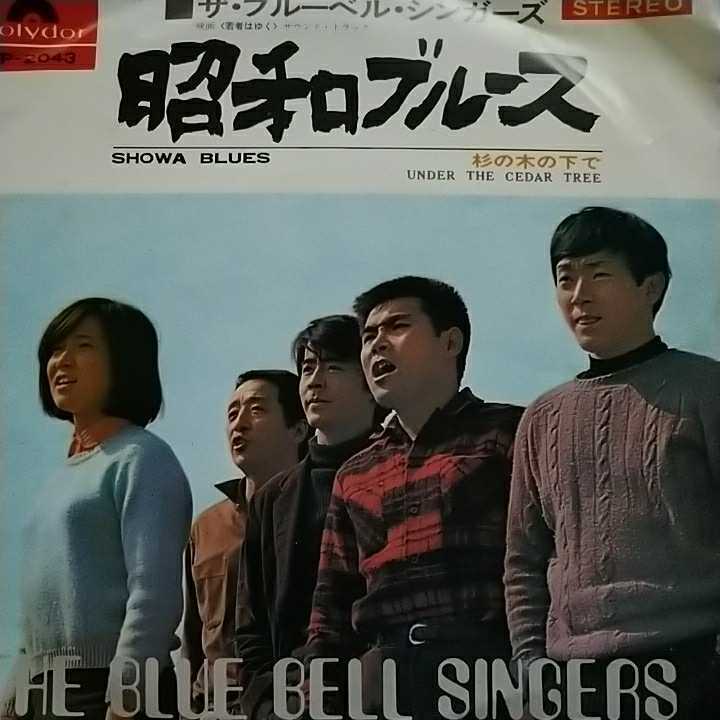 ザ・ブルーベル・シンガーズ
STEREO
映画〈若者はゆく〉サウンド・トラック
olydor
P-2043
昭和ブルース
SHOWA BLUES
杉の木の下で
UNDER THE CEDAR TREE
HE BLUE BELL SINGERS